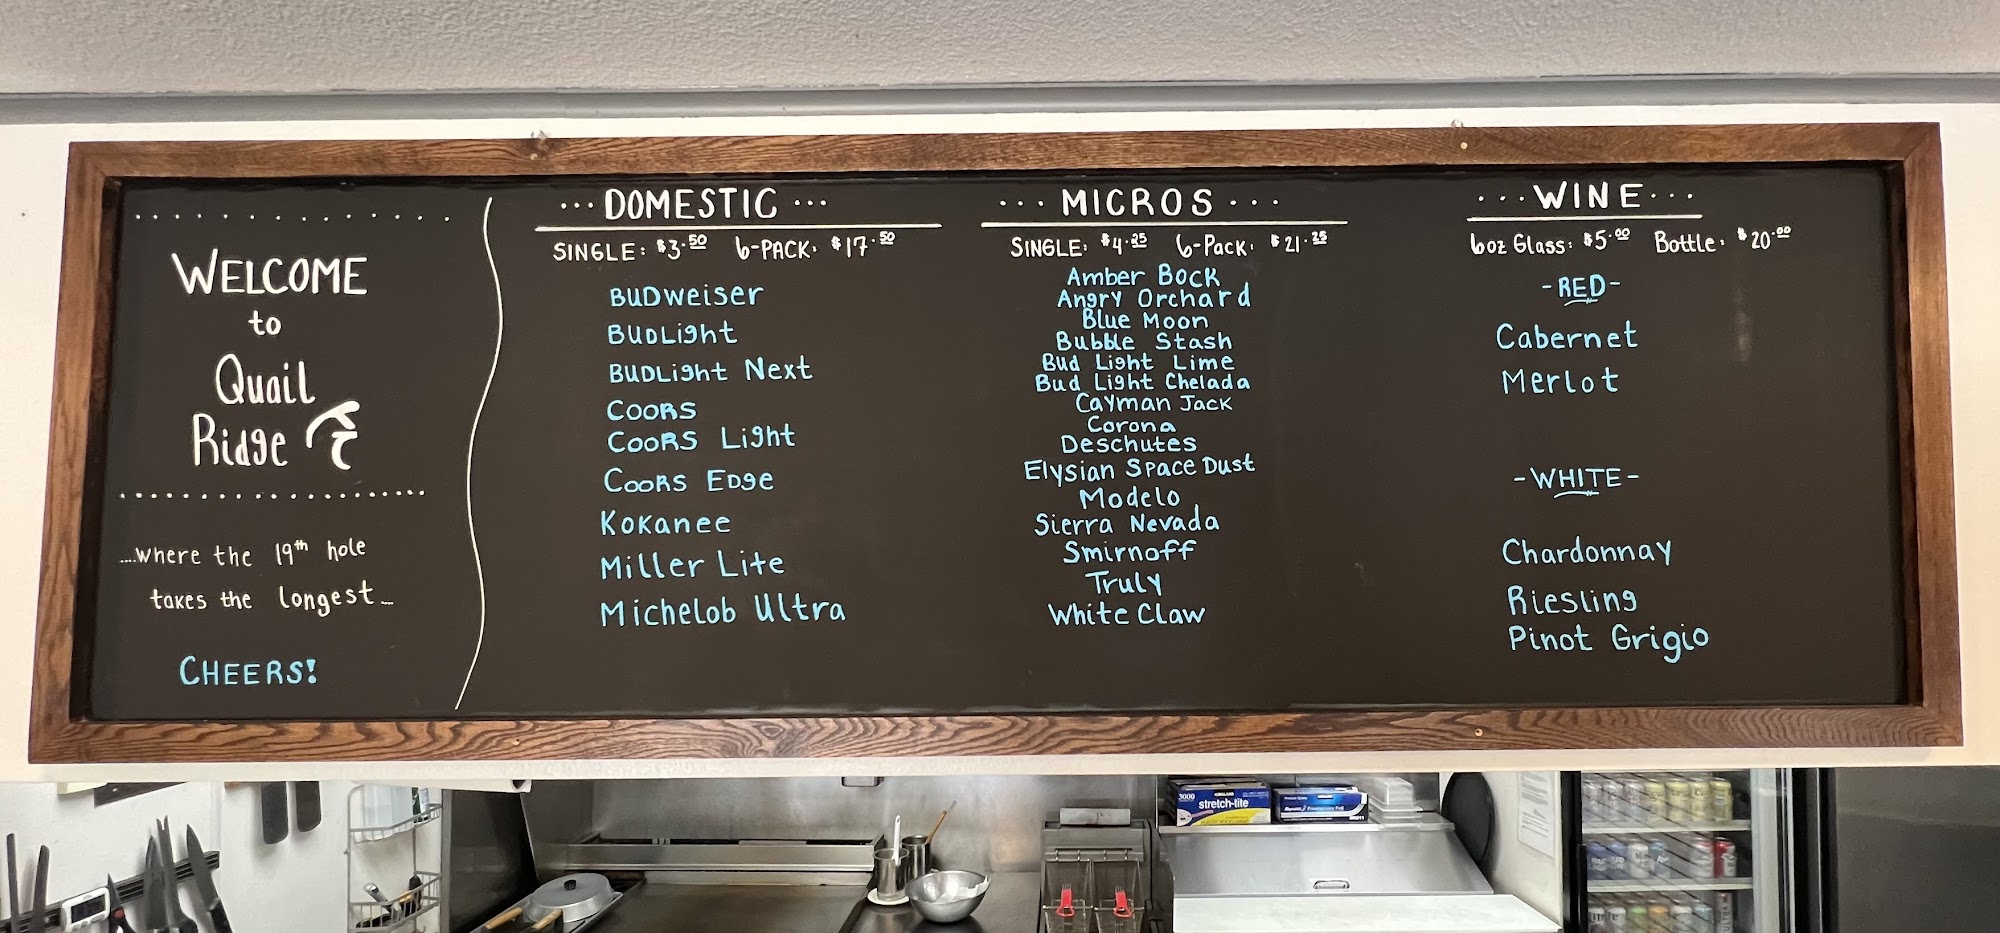 WELCOME
to
Quail
Ridge
....where the 19th hole
takes the longest...
CHEERS!
...DOMESTIC...
SINGLE: $3.50 6-PACK: $17.50
BUDweiser
BUDLight
BUDLight Next
COORS
COORS Light
COORS EDge
KoKanee
Miller Lite
Michelob Ultra
...MICROS...
SINGLE: $4.25 6-Pack: $21.25
Amber Bock
Angry Orchard
Blue Moon
Bubble Stash
Bud Light Lime
Bud Light Chelada
Cayman Jack
Corona
Deschutes
Elysian Space Dust
Modelo
Sierra Nevada
Smirnoff
Truly
White Claw
...WINE...
6oz Glass: $5.00 Bottle: $20.00
-RED-
Cabernet
Merlot
-WHITE-
Chardonnay
Riesling
Pinot Grigio
3000
stretch-tite
KIRKLAND